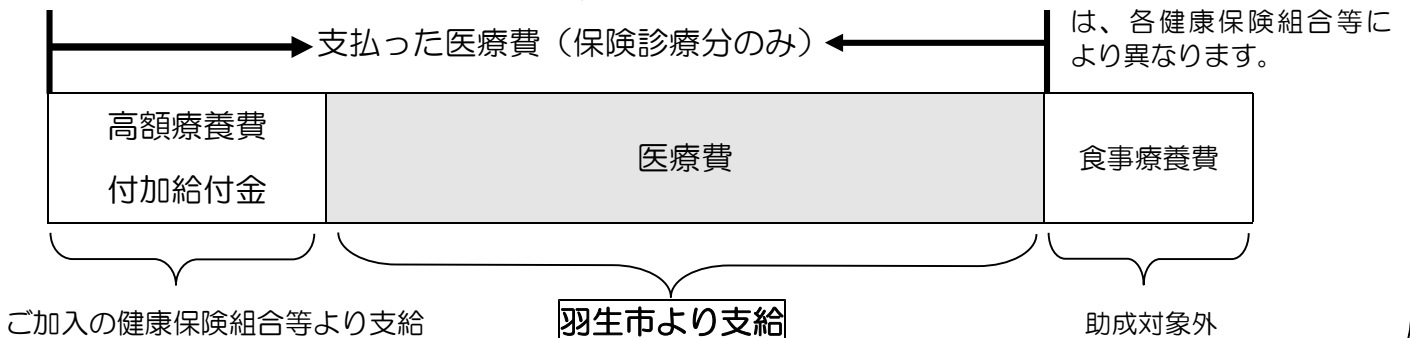 は、各健康保険組合等に
より異なります。
支払った医療費（保険診療分のみ）
高額療養費
付加給付金
医療費
食事療養費
ご加入の健康保険組合等より支給
羽生市より支給
助成対象外